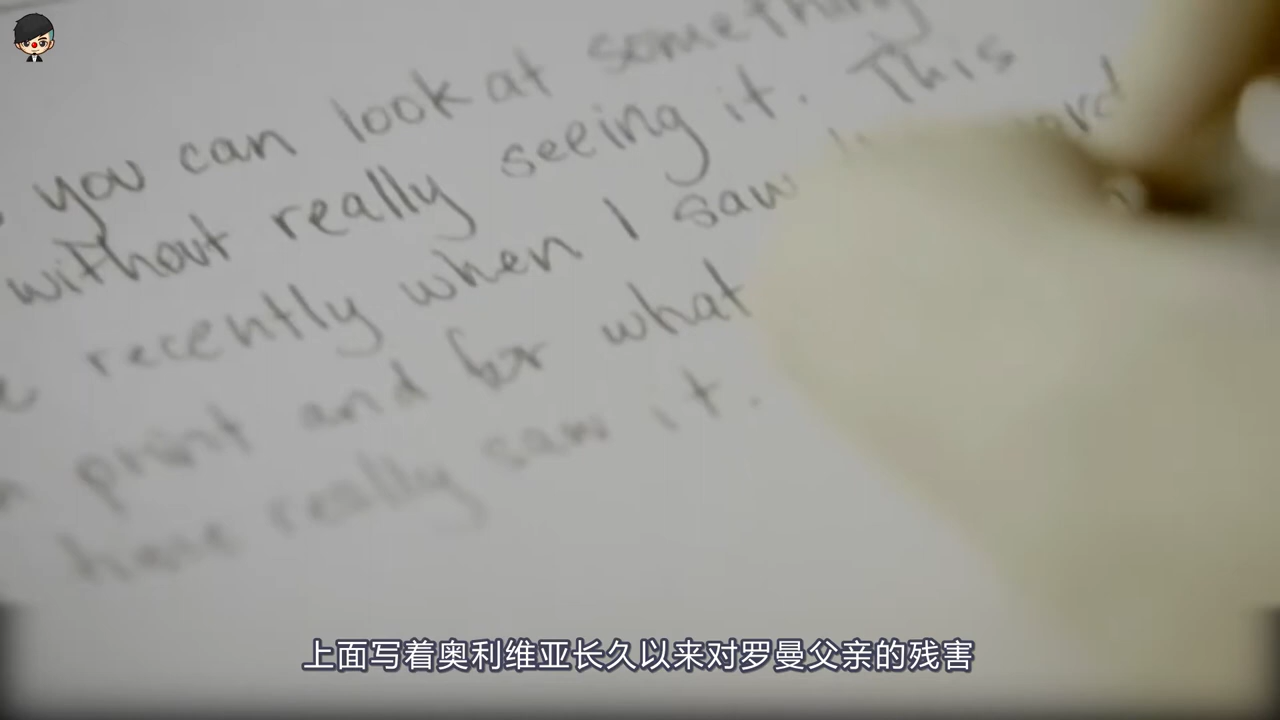 you can look at something
without really seeing it. This
recently when I saw
print and for what
have really saw it.
上面写着奥利维亚长久以来对罗曼父亲的残害